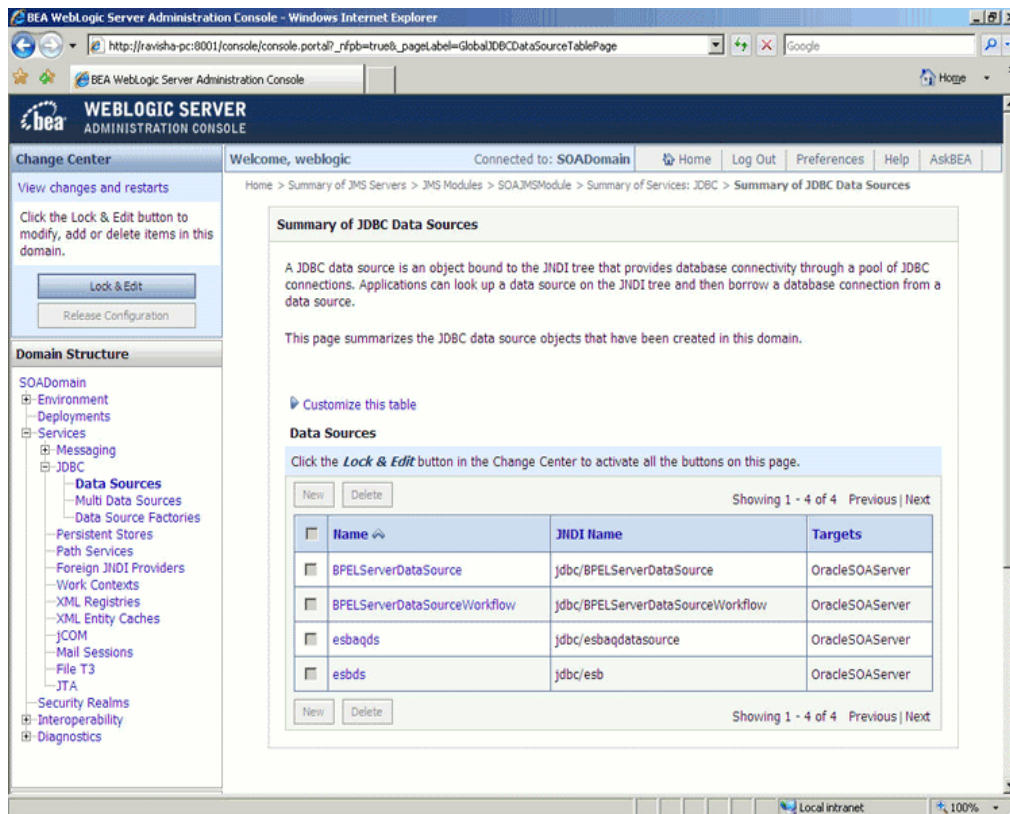 BEA WebLogic Server Administration Console - Windows Internet Explorer
http://ravisha-pc:8001/console/console.portal?_nfpb=true&_pageLabel=GlobalJDBCDataSourceTablePage
Google
BEA WebLogic Server Administration Console
Home
bea
WEBLOGIC SERVER
ADMINISTRATION CONSOLE
Change Center
View changes and restarts
Click the Lock & Edit button to
modify, add or delete items in this
domain.
Lock & Edit
Release Configuration
Domain Structure
SOADomain
Environment
Deployments
Services
Messaging
JDBC
Data Sources
Multi Data Sources
Data Source Factories
Persistent Stores
Path Services
Foreign JNDI Providers
Work Contexts
XML Registries
XML Entity Caches
jCOM
Mail Sessions
File T3
JTA
Security Realms
Interoperability
Diagnostics
Welcome, weblogic
Connected to: SOADomain
Home
Log Out
Preferences
Help
AskBEA
Home > Summary of JMS Servers > JMS Modules > SOAJMSModule > Summary of Services: JDBC > Summary of JDBC Data Sources
Summary of JDBC Data Sources
A JDBC data source is an object bound to the JNDI tree that provides database connectivity through a pool of JDBC
connections. Applications can look up a data source on the JNDI tree and then borrow a database connection from a
data source.
This page summarizes the JDBC data source objects that have been created in this domain.
Customize this table
Data Sources
Click the Lock & Edit button in the Change Center to activate all the buttons on this page.
New Delete Showing 1 - 4 of 4 Previous | Next
Name JNDI Name Targets
BPELServerDataSource jdbc/BPELServerDataSource OracleSOAServer
BPELServerDataSourceWorkflow jdbc/BPELServerDataSourceWorkflow OracleSOAServer
esbaqds jdbc/esbaqdatasource OracleSOAServer
esbds jdbc/esb OracleSOAServer
New Delete Showing 1 - 4 of 4 Previous | Next
Local intranet
100%